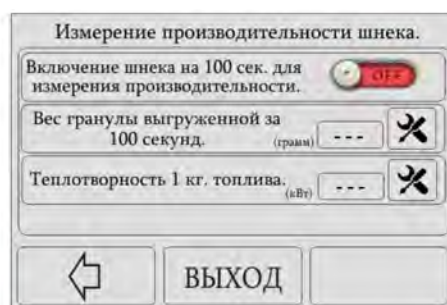 Измерение производительности шнека.
Включение шнека на 100 сек. для
измерения производительности.
OFF
Вес гранулы выгруженной за
100 секунд.
(грамм)
---
Теплотворность 1 кг. топлива.
(кВт)
---
ВЫХОД